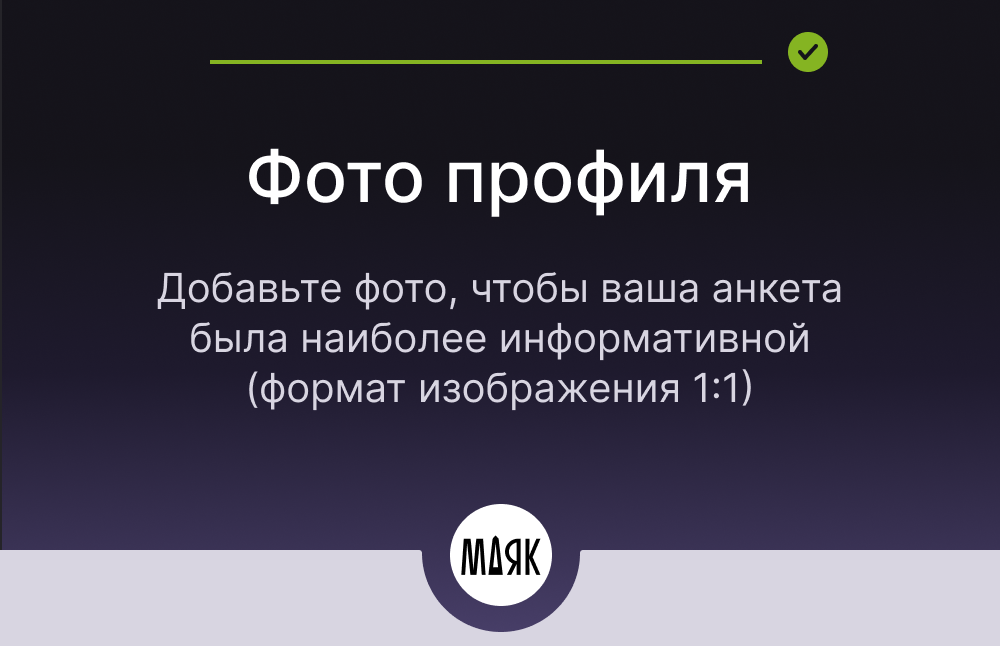 Фото профиля
Добавьте фото, чтобы ваша анкета
была наиболее информативной
(формат изображения 1:1)
МАЯК